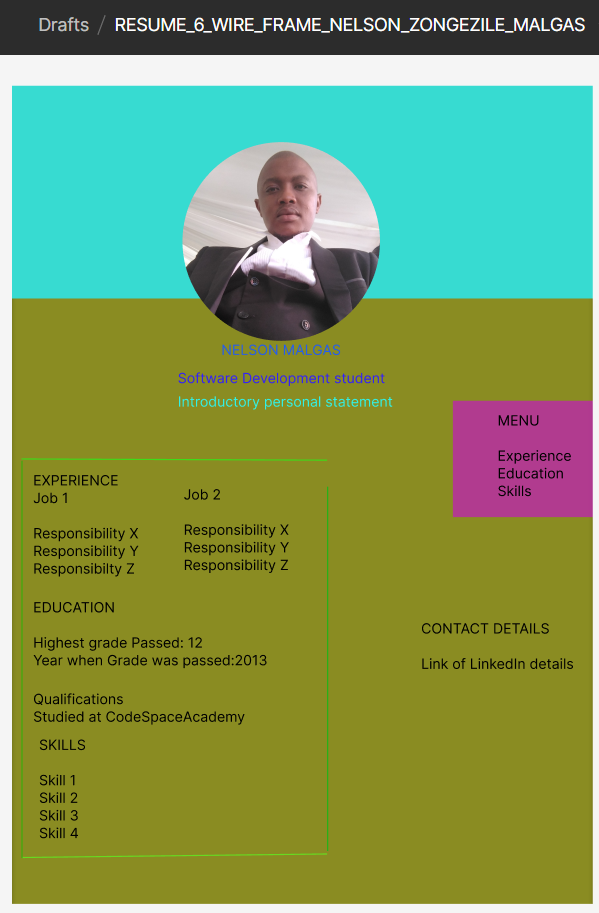 Drafts / RESUME_6_WIRE_FRAME_NELSON_ZONGEZILE_MALGAS
NELSON MALGAS
Software Development student
Introductory personal statement
MENU
Experience
Education
Skills
EXPERIENCE
Job 1
Responsibility X
Responsibility Y
Responsibilty Z
Job 2
Responsibility X
Responsibility Y
Responsibility Z
EDUCATION
Highest grade Passed: 12
Year when Grade was passed:2013
Qualifications
Studied at CodeSpaceAcademy
SKILLS
Skill 1
Skill 2
Skill 3
Skill 4
CONTACT DETAILS
Link of LinkedIn details